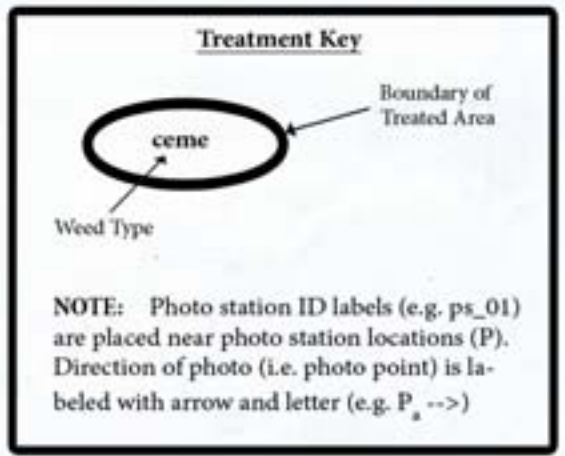 Treatment Key
Boundary of
Treated Area
ceme
Weed Type
NOTE: Photo station ID labels (e.g. ps_01)
are placed near photo station locations (P).
Direction of photo (i.e. photo point) is la-
beled with arrow and letter (e.g. Pₐ -->)